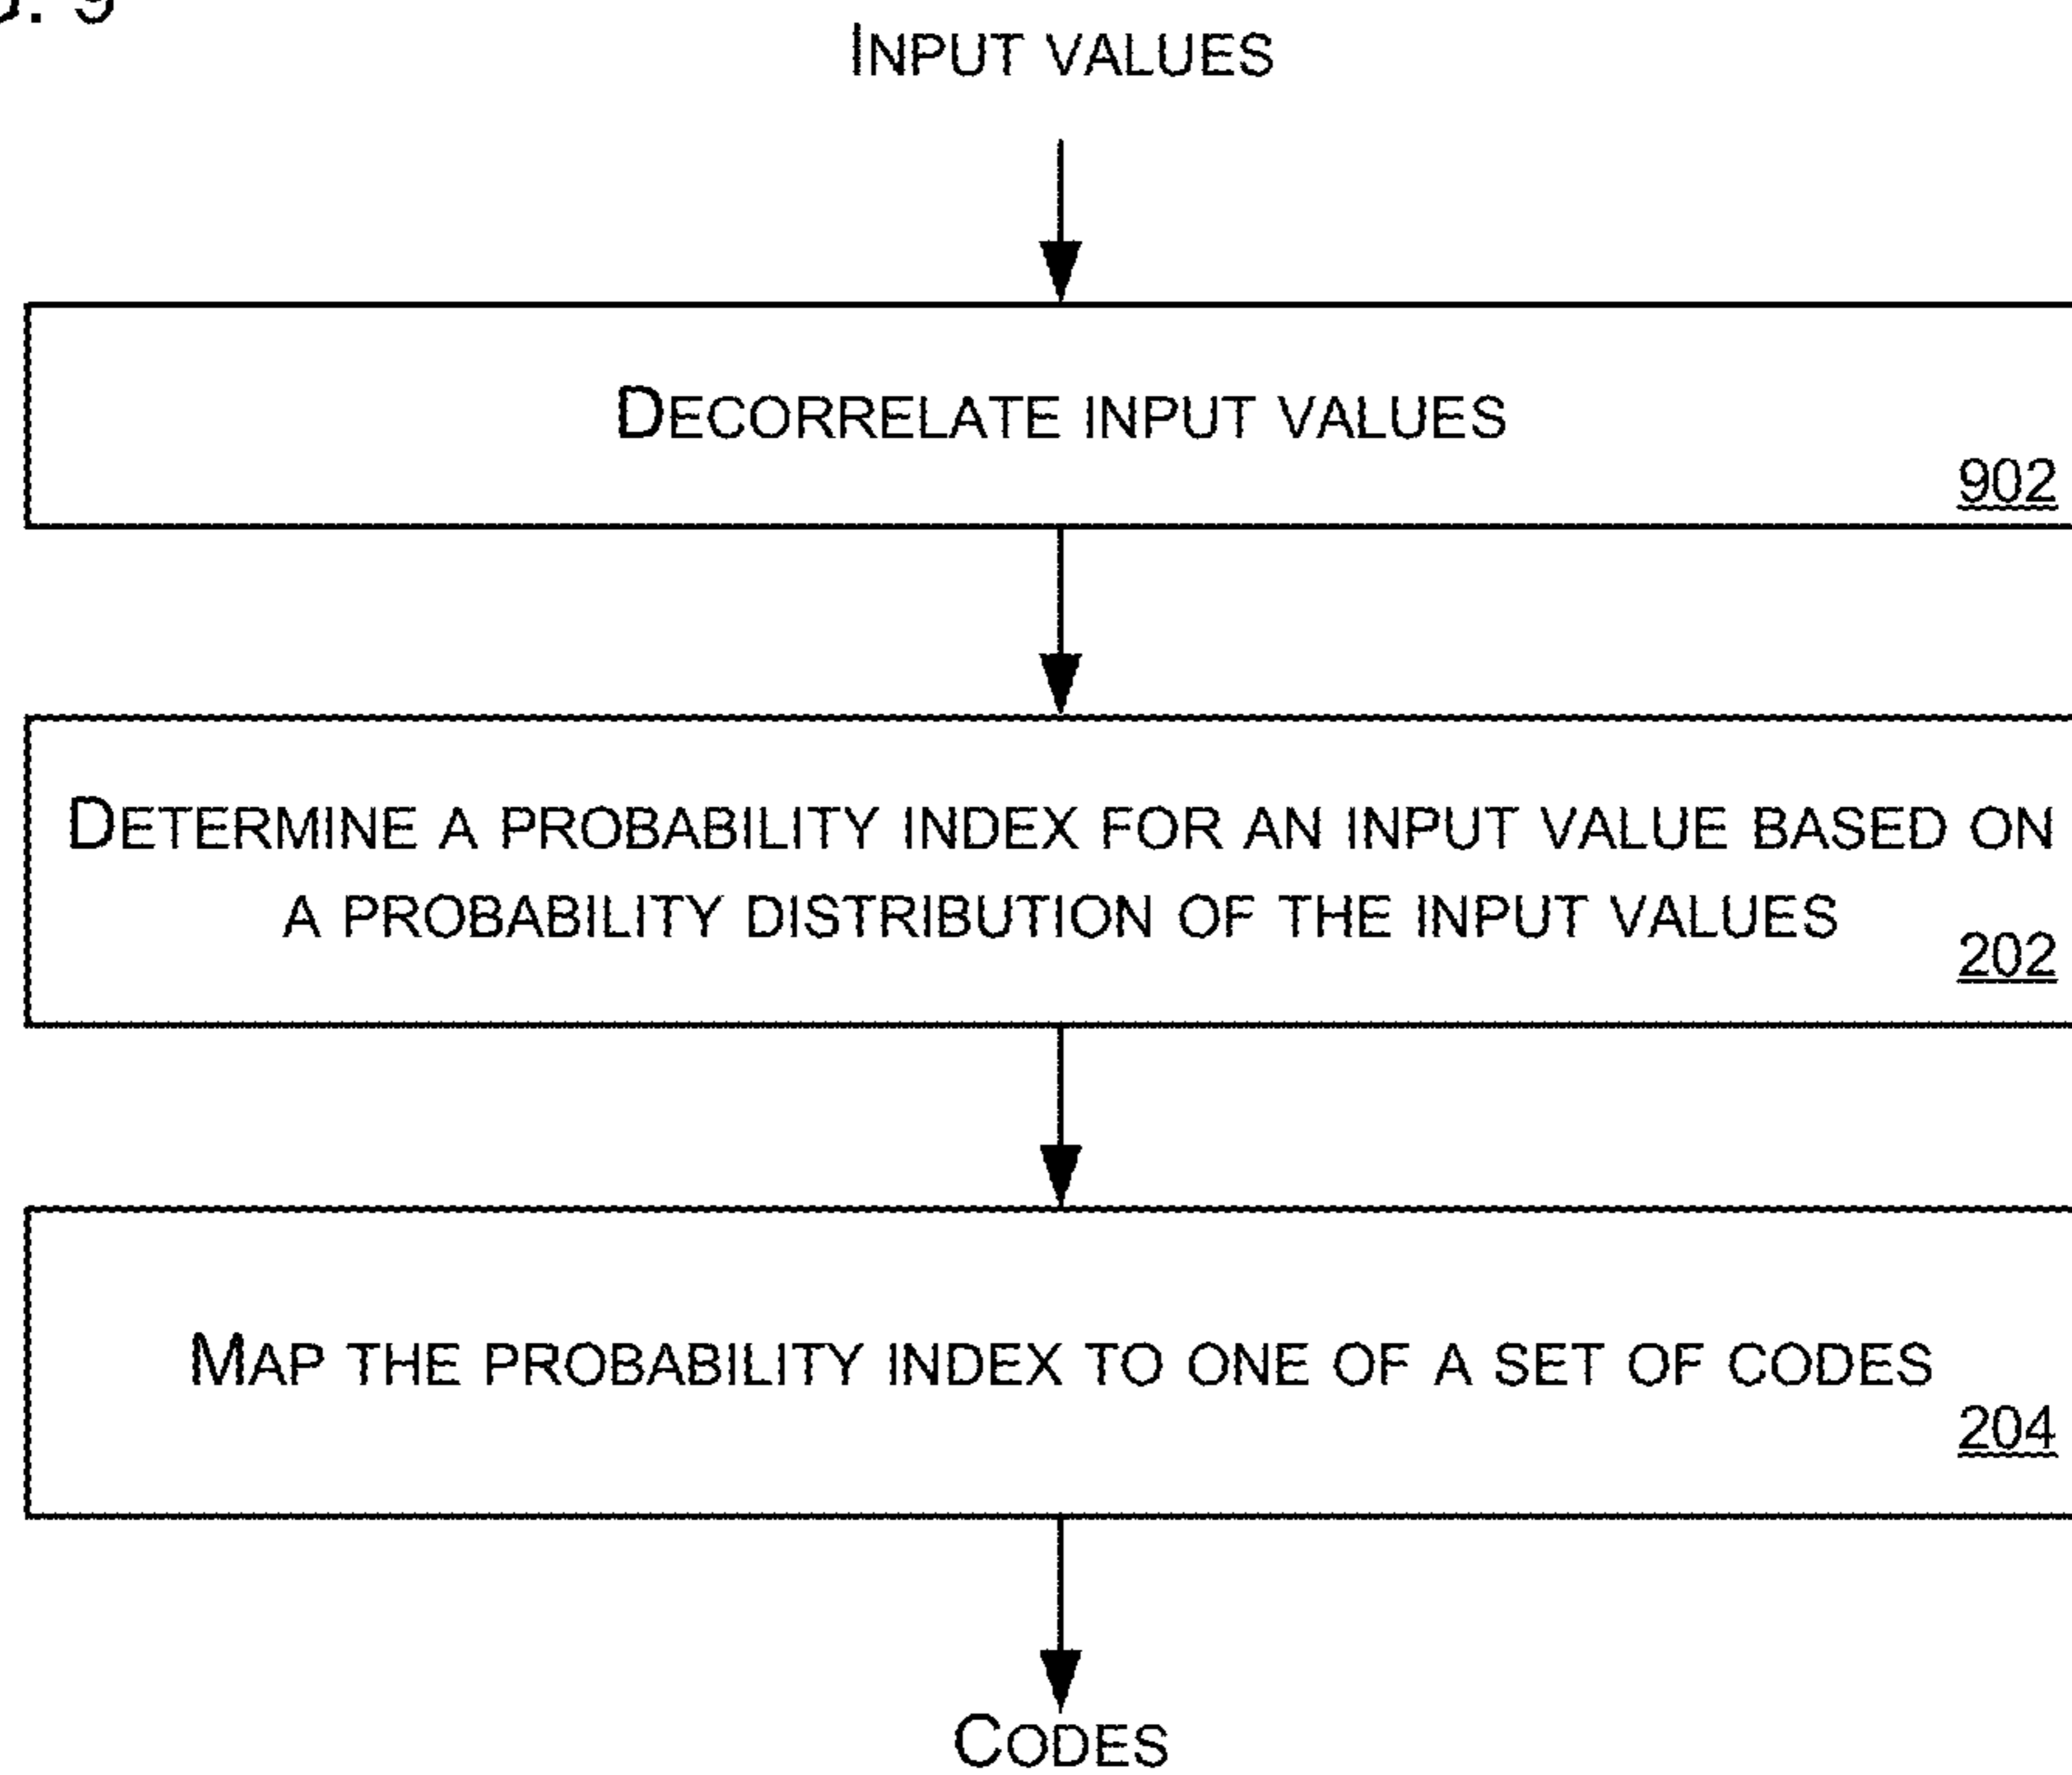 INPUT VALUES
DECORRELATE INPUT VALUES
902
DETERMINE A PROBABILITY INDEX FOR AN INPUT VALUE BASED ON
A PROBABILITY DISTRIBUTION OF THE INPUT VALUES
202
MAP THE PROBABILITY INDEX TO ONE OF A SET OF CODES
204
CODES